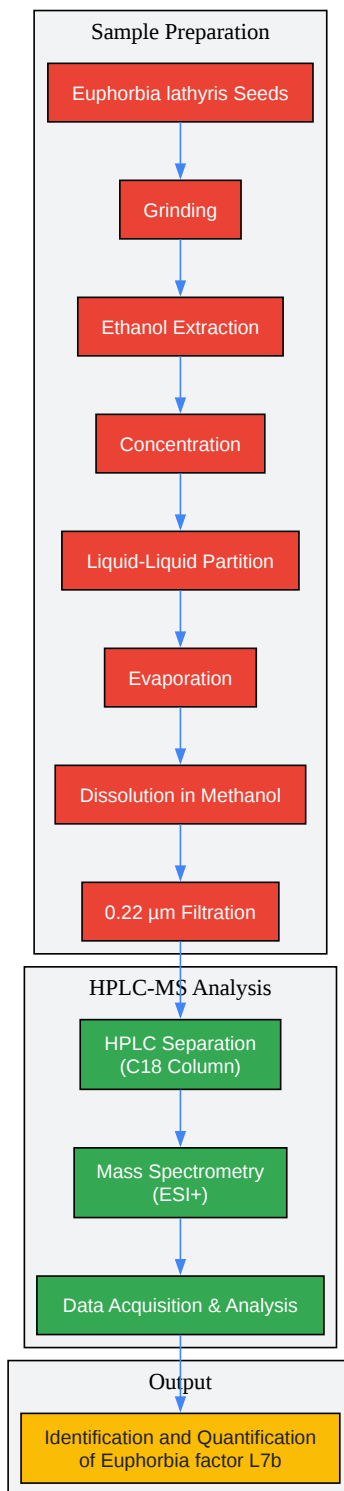 Sample Preparation
Euphorbia lathyris Seeds
Grinding
Ethanol Extraction
Concentration
Liquid-Liquid Partition
Evaporation
Dissolution in Methanol
0.22 µm Filtration
HPLC-MS Analysis
HPLC Separation
(C18 Column)
Mass Spectrometry
(ESI+)
Data Acquisition & Analysis
Output
Identification and Quantification
of Euphorbia factor L7b